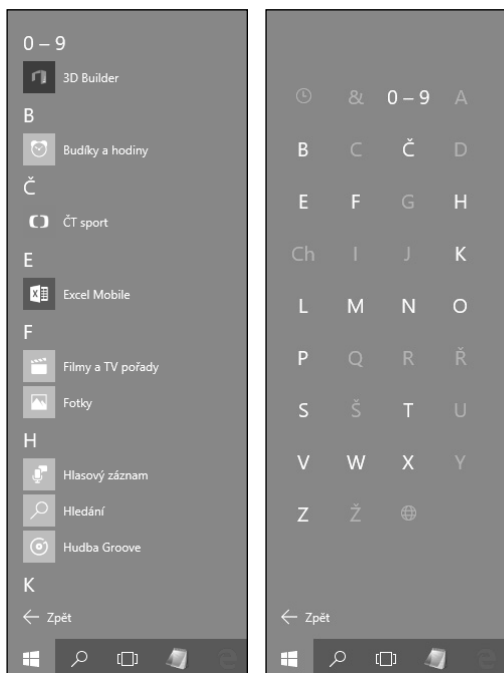 0 – 9
3D Builder
B
Budíky a hodiny
Č
ČT sport
E
Excel Mobile
F
Filmy a TV pořady
Fotky
H
Hlasový záznam
Hledání
Hudba Groove
K
Zpět
& 0 – 9 A
B C Č D
E F G H
Ch I J K
L M N O
P Q R Ř
S Š T U
V W X Y
Z Ž
Zpět